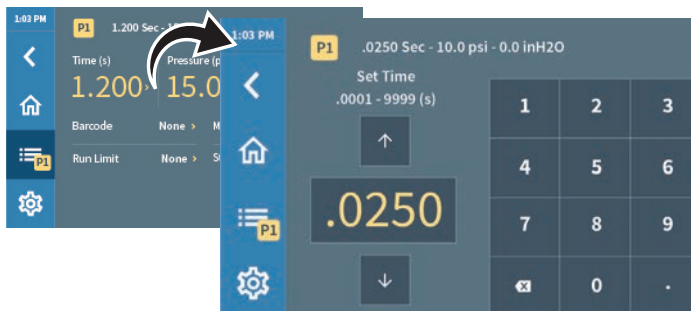 1:03 PM
P1 1.200 Sec - 1
Time (s) Pressure (p
1.200 › 15.0
Barcode None › M
Run Limit None › S
P1
1:03 PM
P1 .0250 Sec - 10.0 psi - 0.0 inH2O
Set Time
.0001 - 9999 (s)
.0250
P1
1 2 3
4 5 6
7 8 9
0 .